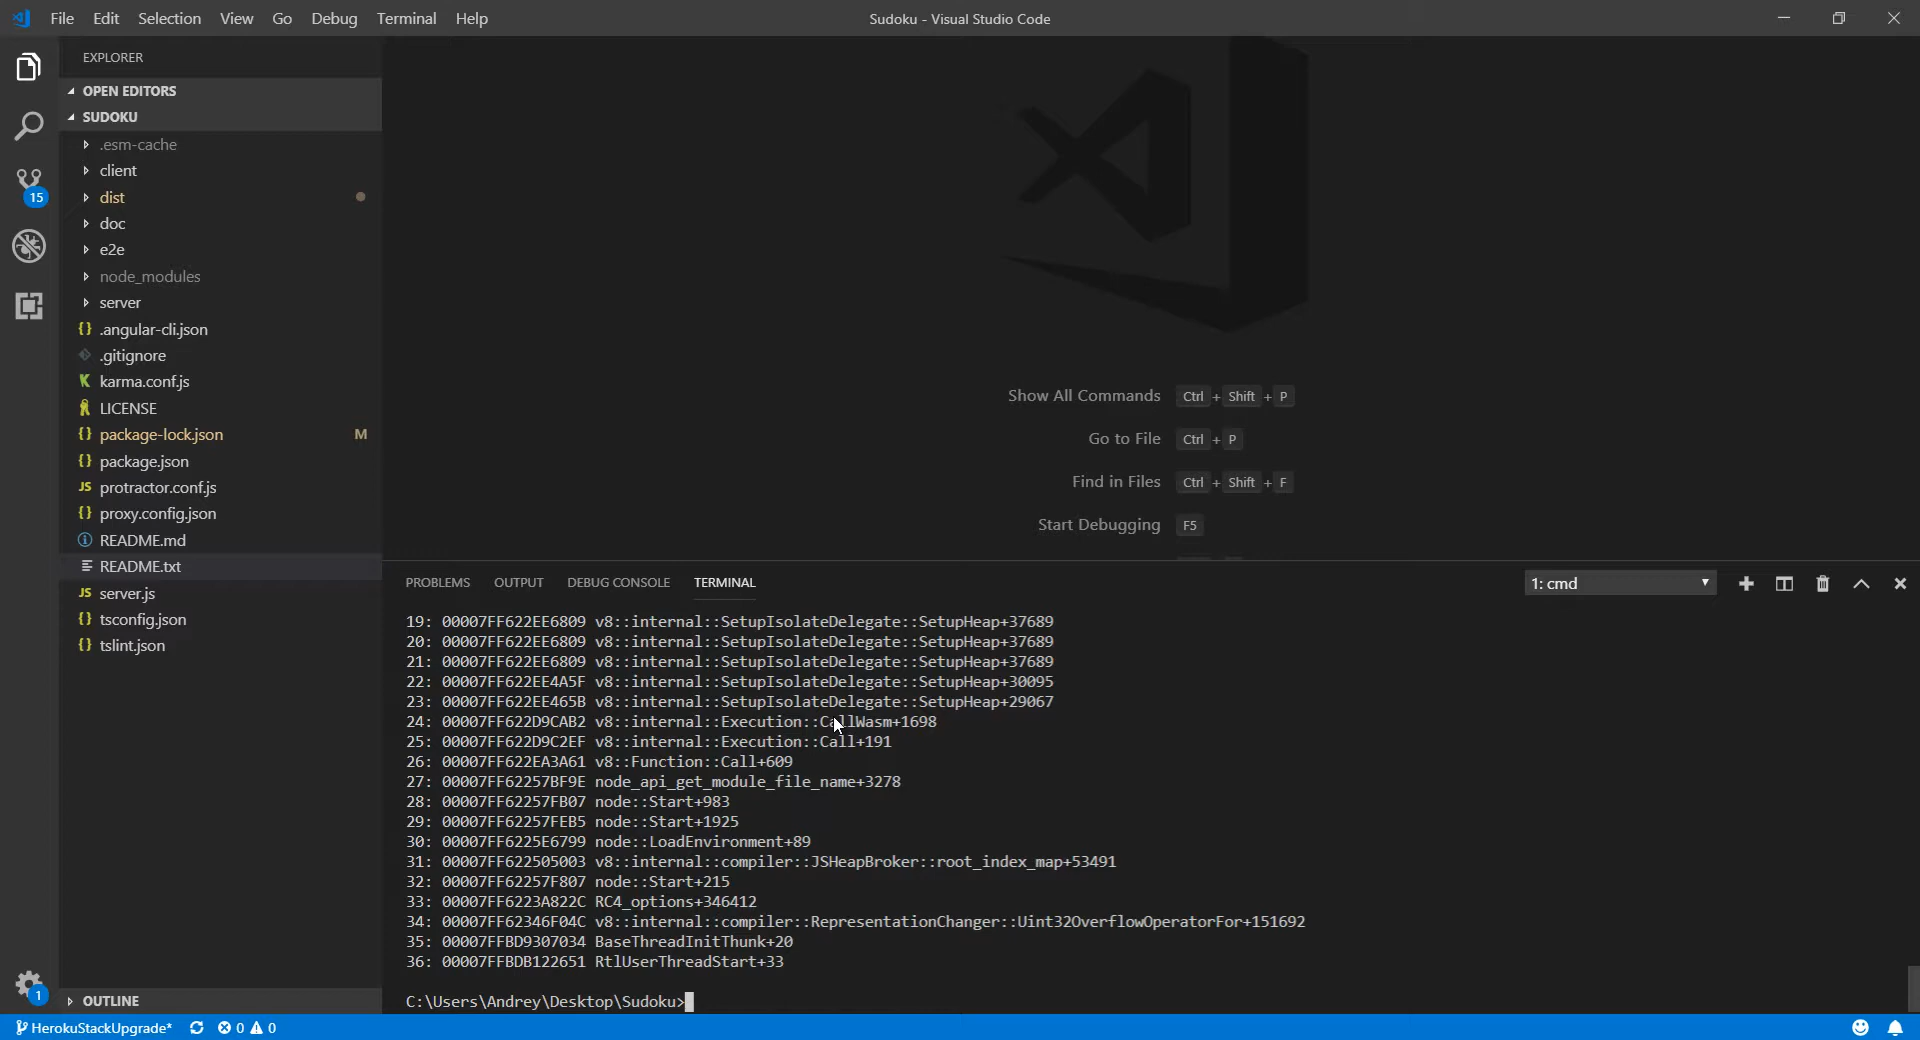 File Edit Selection View Go Debug Terminal Help
Sudoku - Visual Studio Code
EXPLORER
OPEN EDITORS
SUDOKU
.esm-cache
client
dist
doc
e2e
node_modules
server
.angular-cli.json
.gitignore
karma.conf.js
LICENSE
package-lock.json M
package.json
protractor.conf.js
proxy.config.json
README.md
README.txt
server.js
tsconfig.json
tslint.json
OUTLINE
15
1
Show All Commands Ctrl + Shift + P
Go to File Ctrl + P
Find in Files Ctrl + Shift + F
Start Debugging F5
PROBLEMS OUTPUT DEBUG CONSOLE TERMINAL
1: cmd
19: 00007FF622EE6809 v8::internal::SetupIsolateDelegate::SetupHeap+37689
20: 00007FF622EE6809 v8::internal::SetupIsolateDelegate::SetupHeap+37689
21: 00007FF622EE6809 v8::internal::SetupIsolateDelegate::SetupHeap+37689
22: 00007FF622EE4A5F v8::internal::SetupIsolateDelegate::SetupHeap+30095
23: 00007FF622EE465B v8::internal::SetupIsolateDelegate::SetupHeap+29067
24: 00007FF622D9CAB2 v8::internal::Execution::CallWasm+1698
25: 00007FF622D9C2EF v8::internal::Execution::Call+191
26: 00007FF622EA3A61 v8::Function::Call+609
27: 00007FF62257BF9E node_api_get_module_file_name+3278
28: 00007FF62257FB07 node::Start+983
29: 00007FF62257FEB5 node::Start+1925
30: 00007FF6225E6799 node::LoadEnvironment+89
31: 00007FF622505003 v8::internal::compiler::JSHeapBroker::root_index_map+53491
32: 00007FF62257F807 node::Start+215
33: 00007FF6223A822C RC4_options+346412
34: 00007FF62346F04C v8::internal::compiler::RepresentationChanger::Uint32OverflowOperatorFor+151692
35: 00007FFBD9307034 BaseThreadInitThunk+20
36: 00007FFBDB122651 RtlUserThreadStart+33
C:\Users\Andrey\Desktop\Sudoku>
HerokuStackUpgrade* 0 0